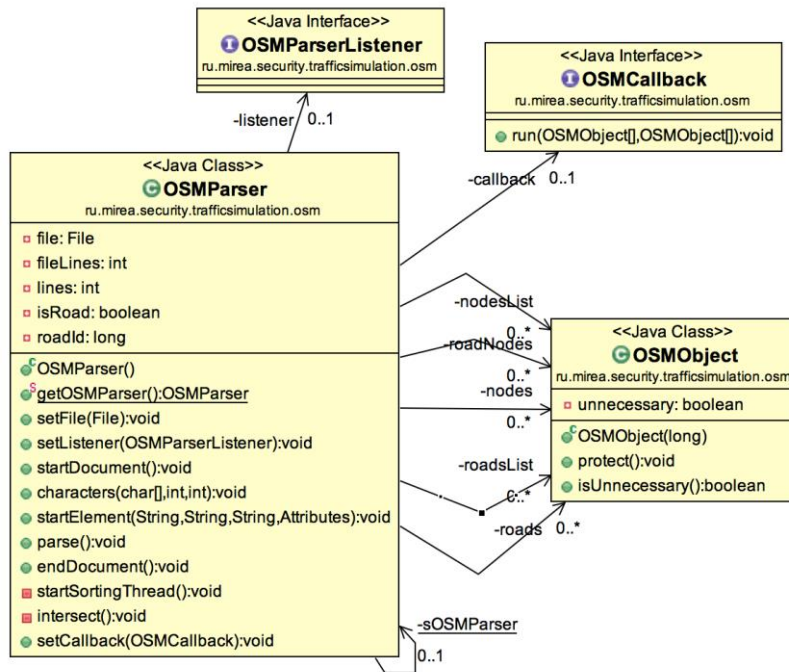 <<Java Interface>>
OSMParserListener
ru.mirea.security.trafficsimulation.osm
<<Java Interface>>
OSMCallback
ru.mirea.security.trafficsimulation.osm
run(OSMObject[],OSMObject[]):void
-listener 0..1
-callback 0..1
<<Java Class>>
OSMParser
ru.mirea.security.trafficsimulation.osm
file: File
fileLines: int
lines: int
isRoad: boolean
roadId: long
OSMParser()
getOSMParser():OSMParser
setFile(File):void
setListener(OSMParserListener):void
startDocument():void
characters(char[],int,int):void
startElement(String,String,String,Attributes):void
parse():void
endDocument():void
startSortingThread():void
intersect():void
setCallback(OSMCallback):void
-nodesList
0..*
-roadNodes
0..*
-nodes
0..*
-roadsList
0..*
-roads 0..*
-sOSMParser
0..1
<<Java Class>>
OSMObject
ru.mirea.security.trafficsimulation.osm
unnecessary: boolean
OSMObject(long)
protect():void
isUnnecessary():boolean